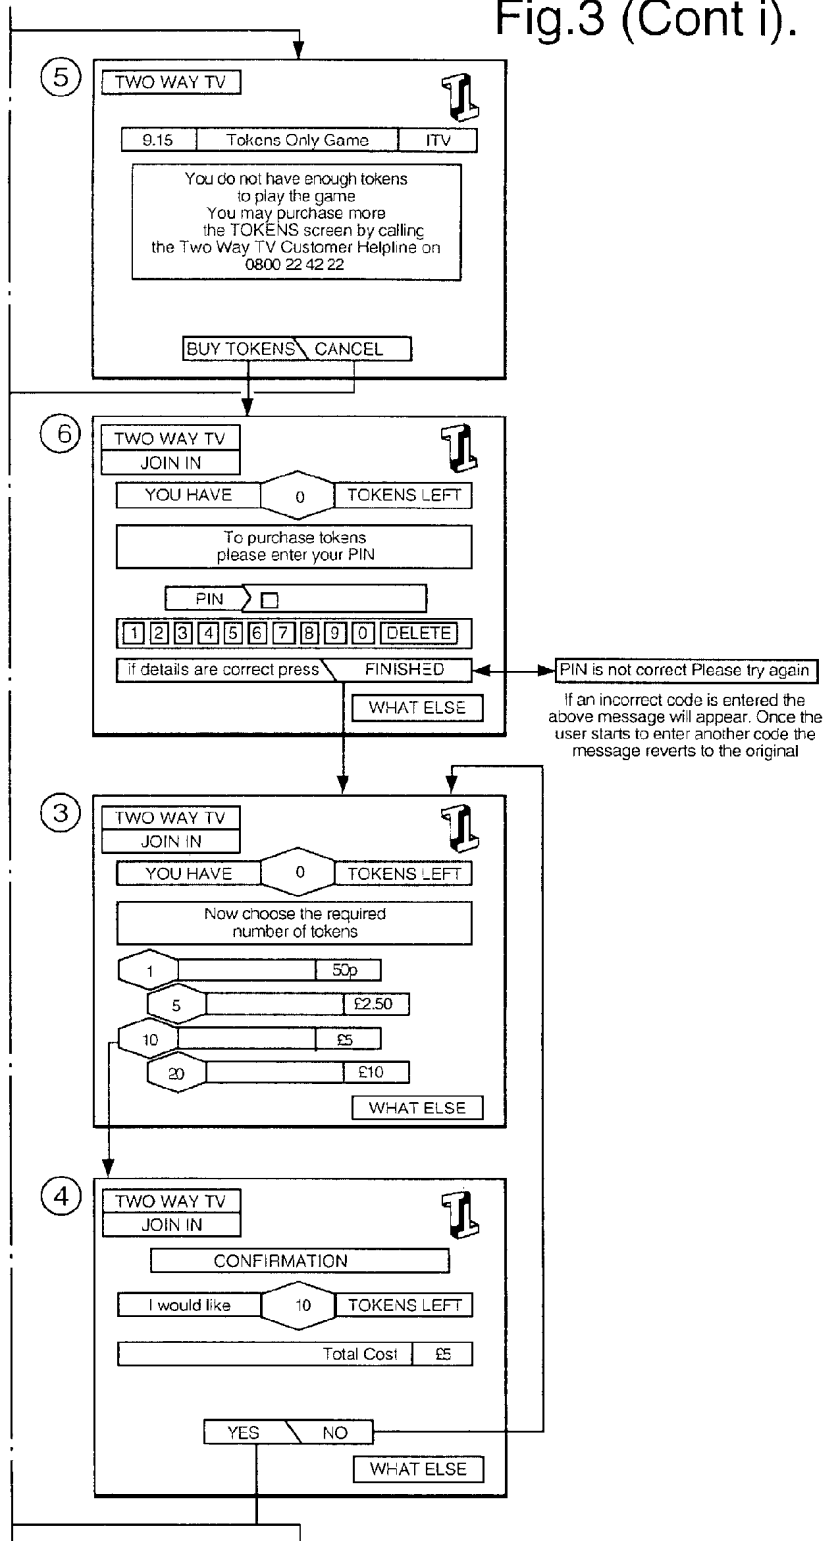 Fig.3 (Cont i).
5
TWO WAY TV
9.15 Tokens Only Game ITV
You do not have enough tokens
to play the game
You may purchase more
the TOKENS screen by calling
the Two Way TV Customer Helpline on
0800 22 42 22
BUY TOKENS CANCEL
6
TWO WAY TV
JOIN IN
YOU HAVE 0 TOKENS LEFT
To purchase tokens
please enter your PIN
PIN
1 2 3 4 5 6 7 8 9 0 DELETE
if details are correct press FINISHED
WHAT ELSE
PIN is not correct Please try again
If an incorrect code is entered the
above message will appear. Once the
user starts to enter another code the
message reverts to the original
3
TWO WAY TV
JOIN IN
YOU HAVE 0 TOKENS LEFT
Now choose the required
number of tokens
1 50p
5 £2.50
10 £5
20 £10
WHAT ELSE
4
TWO WAY TV
JOIN IN
CONFIRMATION
I would like 10 TOKENS LEFT
Total Cost £5
YES NO
WHAT ELSE